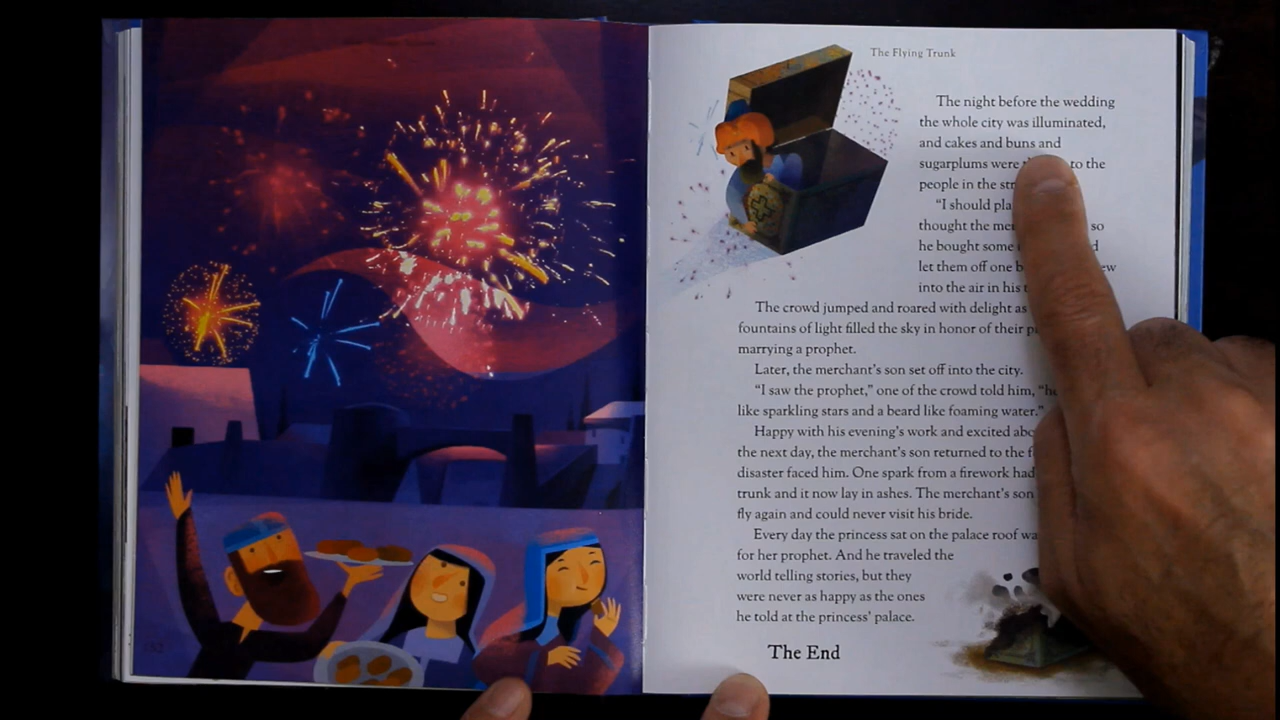 The Flying Trunk
The night before the wedding
the whole city was illuminated,
and cakes and buns and
sugarplums were to the
people in the
"I should
thought the so
he bought some
let them off one
into the air in his
The crowd jumped and roared with delight as
fountains of light filled the sky in honor of their
marrying a prophet.
Later, the merchant's son set off into the city.
"I saw the prophet," one of the crowd told him,
like sparkling stars and a beard like foaming water."
Happy with his evening's work and excited
the next day, the merchant's son returned to the
disaster faced him. One spark from a firework had
trunk and it now lay in ashes. The merchant's son
fly again and could never visit his bride.
Every day the princess sat on the palace roof
for her prophet. And he traveled the
world telling stories, but they
were never as happy as the ones
he told at the princess' palace.
The End